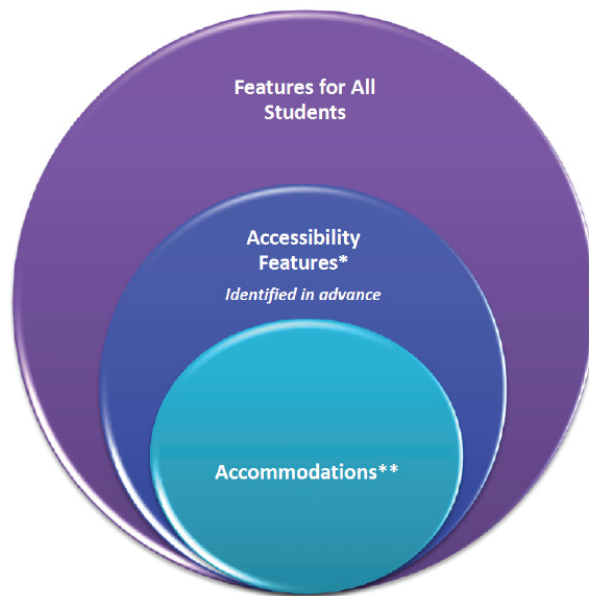 Features for All
Students
Accessibility
Features*
Identified in advance
Accommodations**